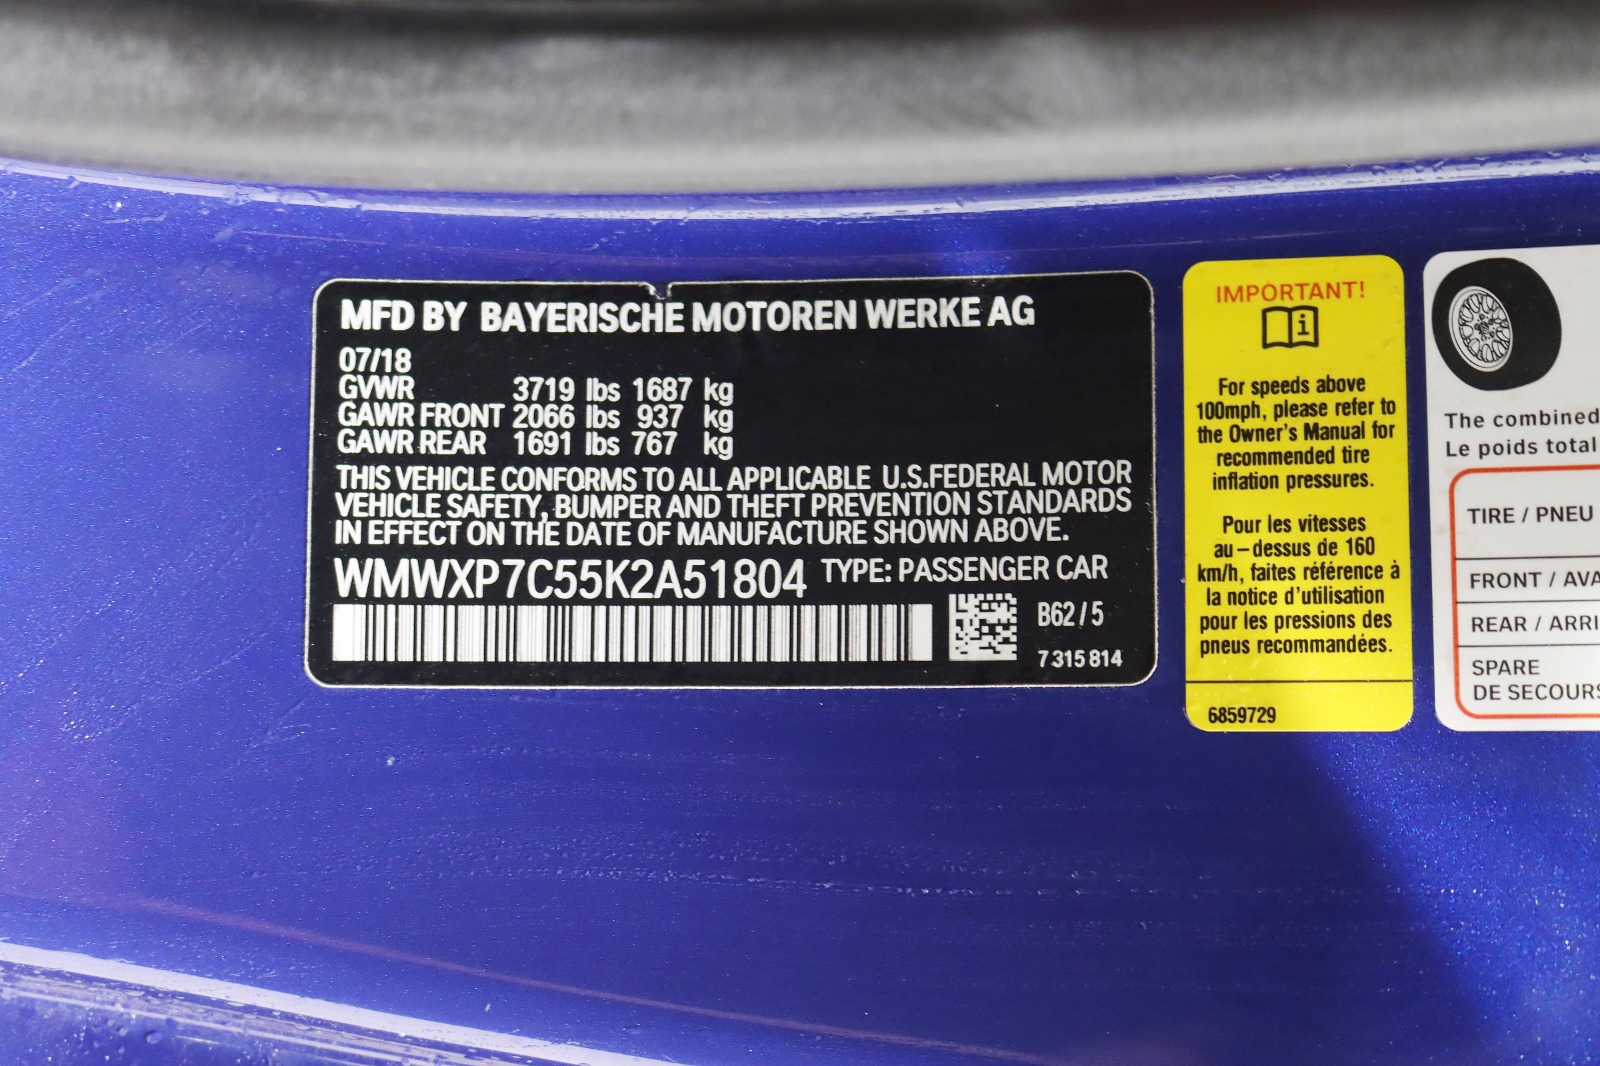 MFD BY BAYERISCHE MOTOREN WERKE AG
07/18
GVWR 3719 lbs 1687 kg
GAWR FRONT 2066 lbs 937 kg
GAWR REAR 1691 lbs 767 kg
THIS VEHICLE CONFORMS TO ALL APPLICABLE U.S.FEDERAL MOTOR
VEHICLE SAFETY, BUMPER AND THEFT PREVENTION STANDARDS
IN EFFECT ON THE DATE OF MANUFACTURE SHOWN ABOVE.
WMWXP7C55K2A51804 TYPE: PASSENGER CAR
B62/5
7315814
IMPORTANT!
i
For speeds above
100mph, please refer to
the Owner's Manual for
recommended tire
inflation pressures.
Pour les vitesses
au-dessus de 160
km/h, faites référence à
la notice d'utilisation
pour les pressions des
pneus recommandées.
6859729
The combined
Le poids total
TIRE / PNEU
FRONT / AVA
REAR / ARRI
SPARE
DE SECOURS